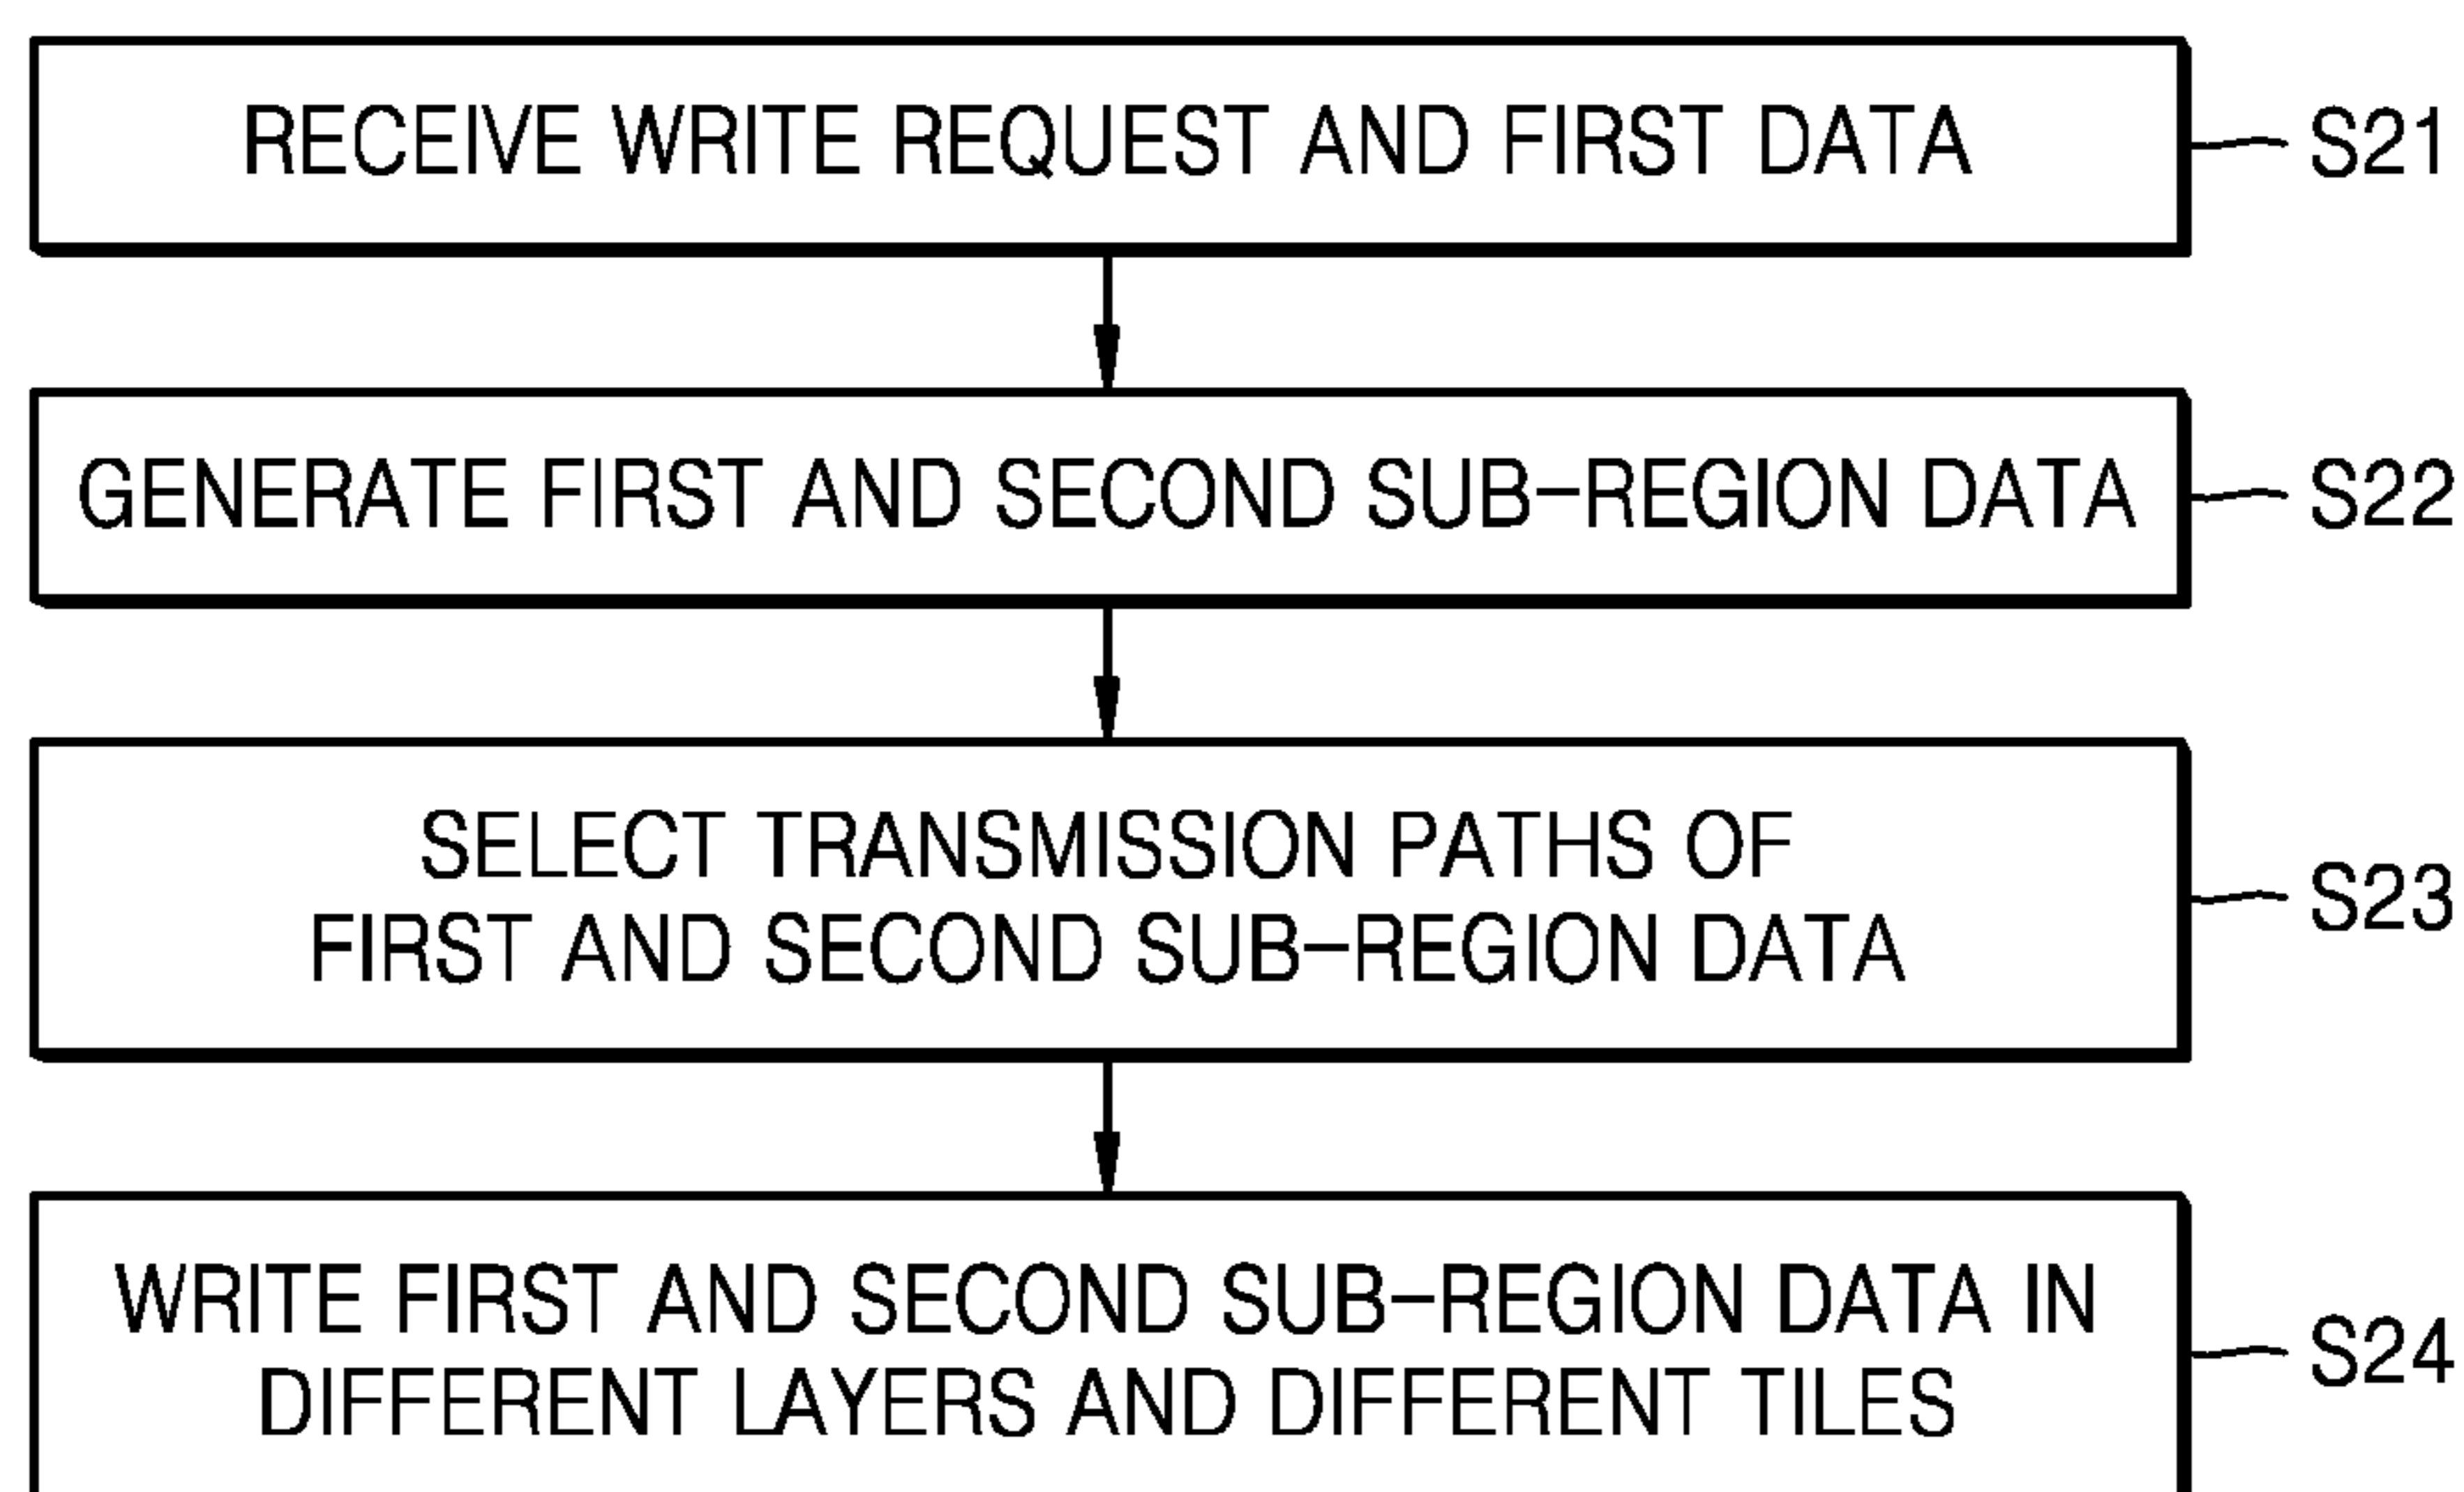 RECEIVE WRITE REQUEST AND FIRST DATA
S21
GENERATE FIRST AND SECOND SUB-REGION DATA
S22
SELECT TRANSMISSION PATHS OF
FIRST AND SECOND SUB-REGION DATA
S23
WRITE FIRST AND SECOND SUB-REGION DATA IN
DIFFERENT LAYERS AND DIFFERENT TILES
S24